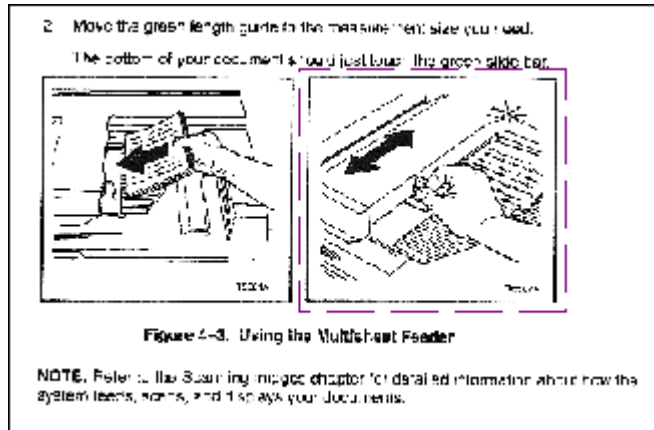 2 Move the green length guide to the measurement size you need.
The bottom of your document should just touch the green slide bar.
Figure 4-3. Using the Multisheet Feeder
NOTE. Refer to the Scanning Images chapter for detailed information about how the
system feeds, scans, and displays your documents.